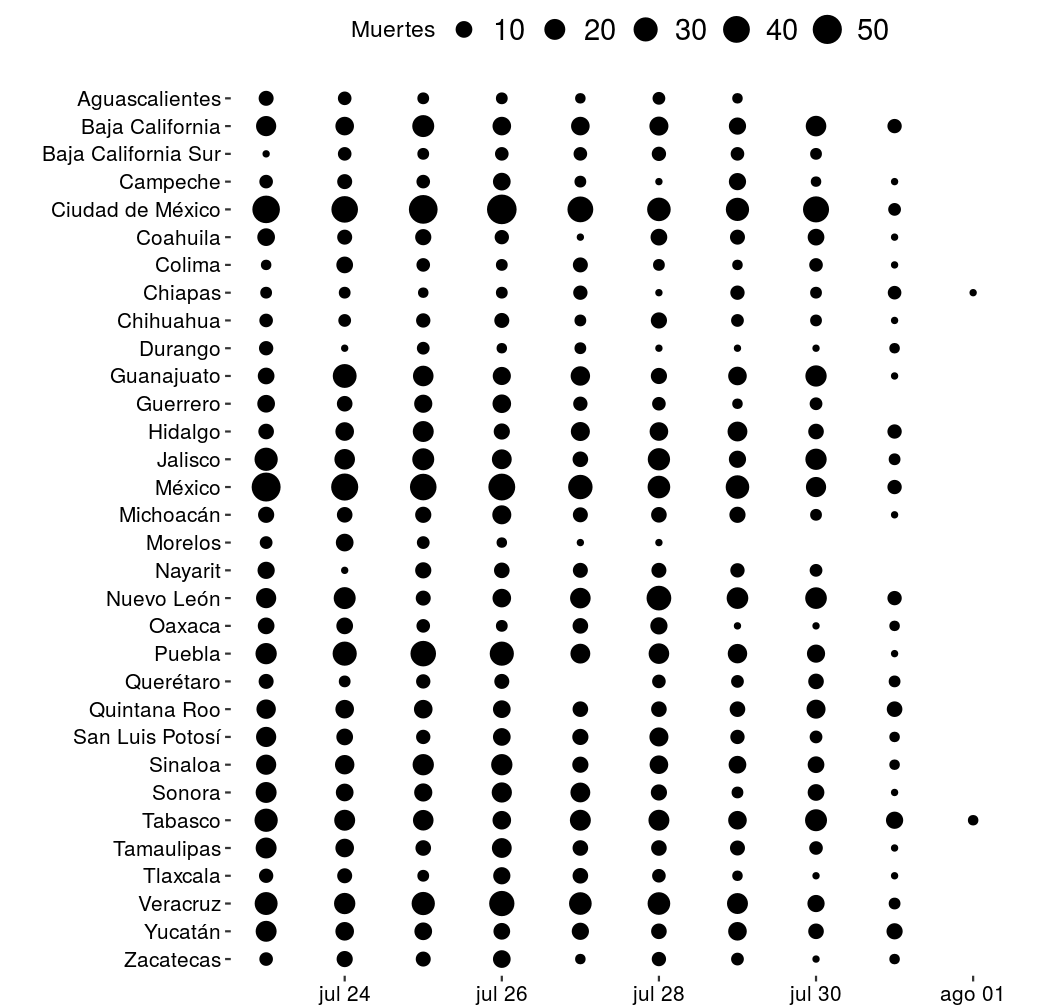 Muertes 10 20 30 40 50
Aguascalientes
Baja California
Baja California Sur
Campeche
Ciudad de México
Coahuila
Colima
Chiapas
Chihuahua
Durango
Guanajuato
Guerrero
Hidalgo
Jalisco
México
Michoacán
Morelos
Nayarit
Nuevo León
Oaxaca
Puebla
Querétaro
Quintana Roo
San Luis Potosí
Sinaloa
Sonora
Tabasco
Tamaulipas
Tlaxcala
Veracruz
Yucatán
Zacatecas
jul 24 jul 26 jul 28 jul 30 ago 01